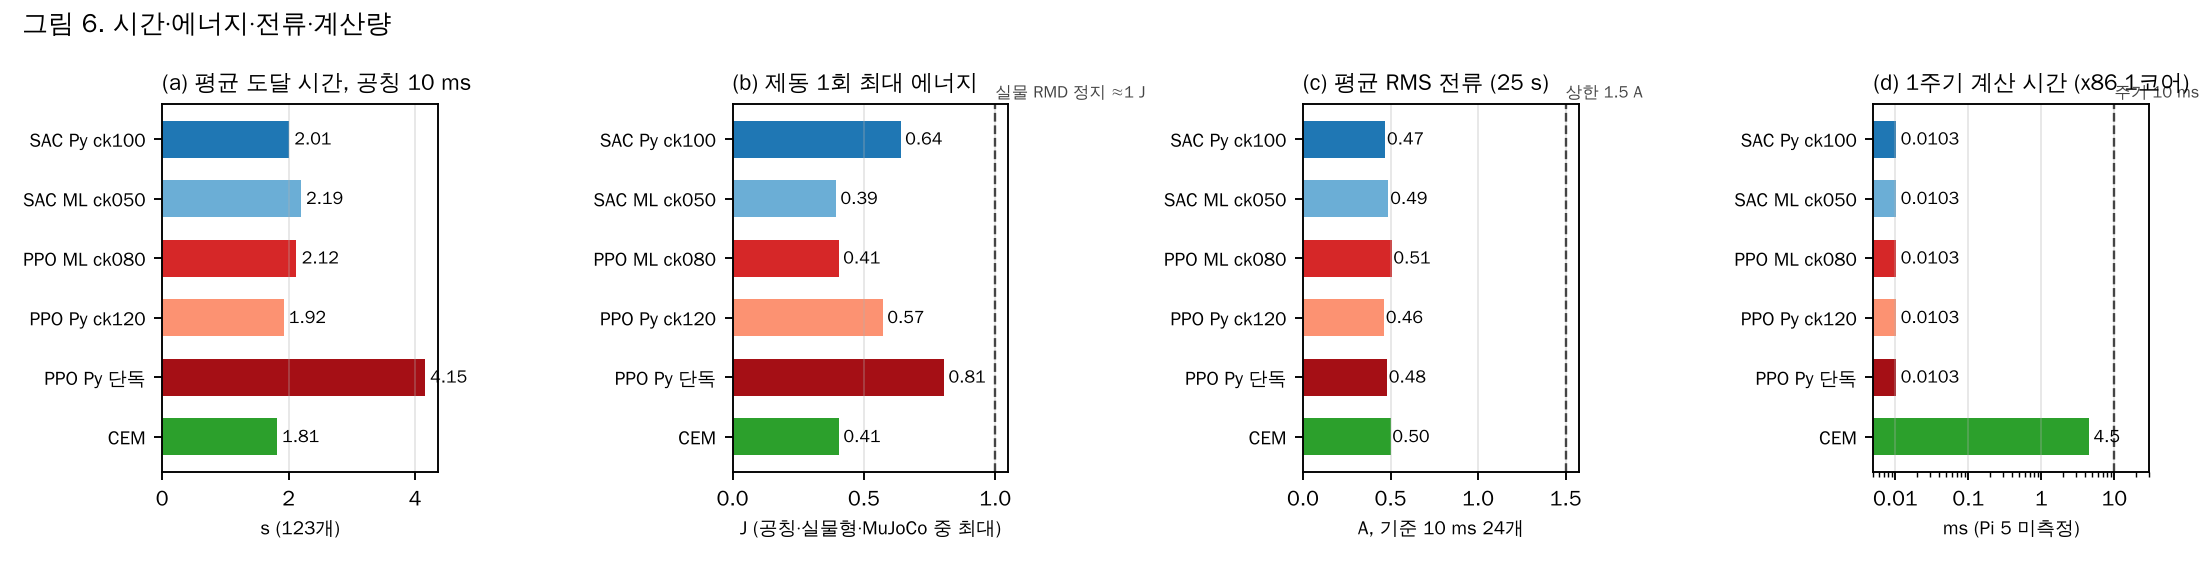 그림 6. 시간·에너지·전류·계산량
(a) 평균 도달 시간, 공칭 10 ms
SAC Py ck100
2.01
SAC ML ck050
2.19
PPO ML ck080
2.12
PPO Py ck120
1.92
PPO Py 단독
4.15
CEM
1.81
0 2 4
s (123개)
(b) 제동 1회 최대 에너지
실물 RMD 정지 ≈1 J
SAC Py ck100
0.64
SAC ML ck050
0.39
PPO ML ck080
0.41
PPO Py ck120
0.57
PPO Py 단독
0.81
CEM
0.41
0.0 0.5 1.0
J (공칭·실물형·MuJoCo 중 최대)
(c) 평균 RMS 전류 (25 s)
상한 1.5 A
SAC Py ck100
0.47
SAC ML ck050
0.49
PPO ML ck080
0.51
PPO Py ck120
0.46
PPO Py 단독
0.48
CEM
0.50
0.0 0.5 1.0 1.5
A, 기준 10 ms 24개
(d) 1주기 계산 시간 (x86 1코어)
주기 10 ms
SAC Py ck100
0.0103
SAC ML ck050
0.0103
PPO ML ck080
0.0103
PPO Py ck120
0.0103
PPO Py 단독
0.0103
CEM
4.5
0.01 0.1 1 10
ms (Pi 5 미측정)